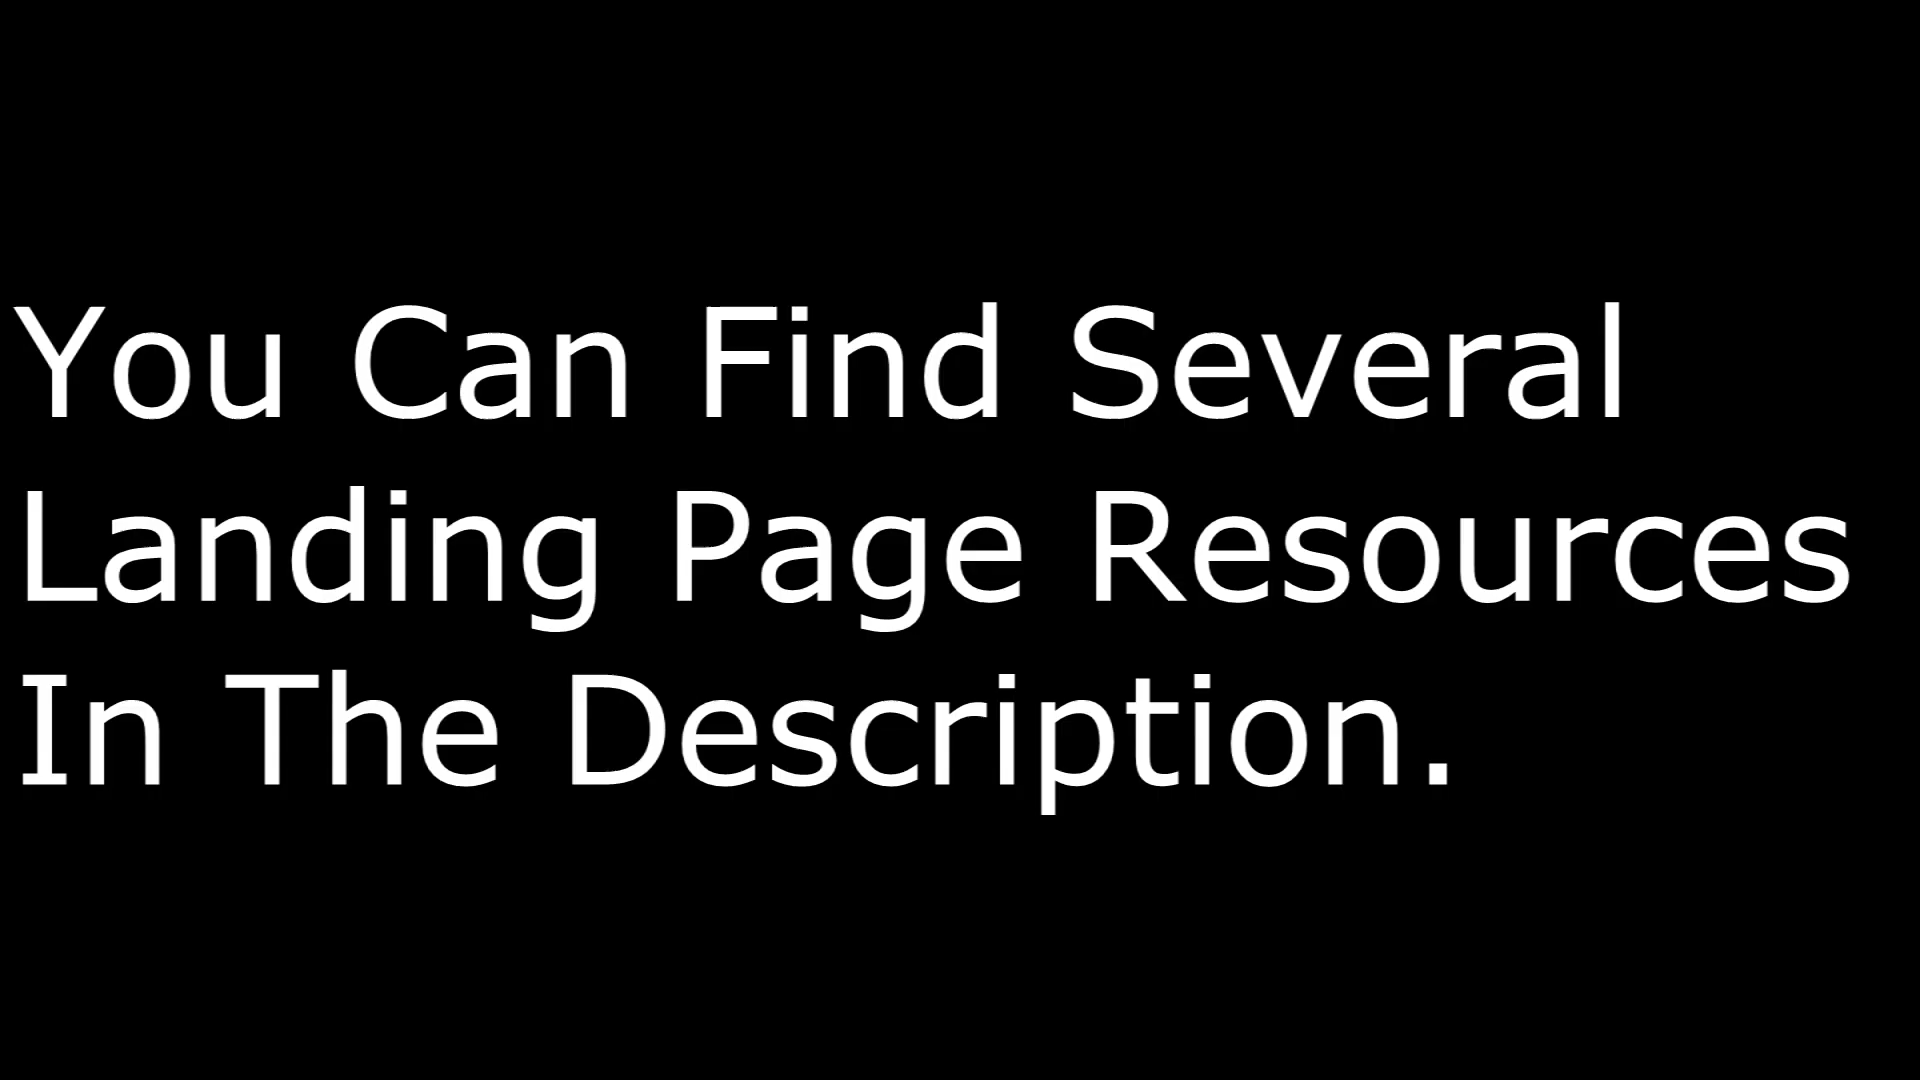 You Can Find Several
Landing Page Resources
In The Description.